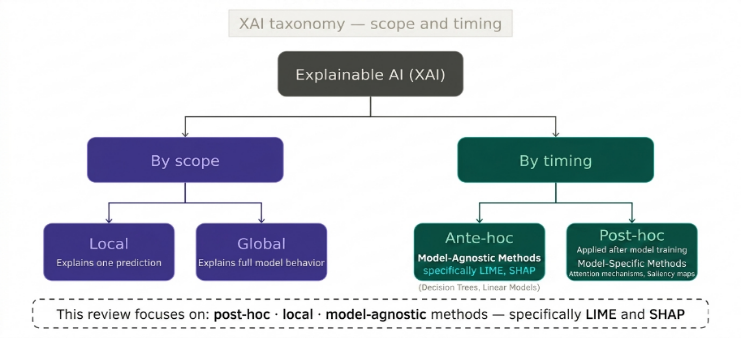 XAI taxonomy — scope and timing
Explainable AI (XAI)
By scope
By timing
Local
Explains one prediction
Global
Explains full model behavior
Ante-hoc
Model-Agnostic Methods
specifically LIME, SHAP
(Decision Trees, Linear Models)
Post-hoc
Applied after model training
Model-Specific Methods
Attention mechanisms, Saliency maps
This review focuses on: post-hoc · local · model-agnostic methods — specifically LIME and SHAP